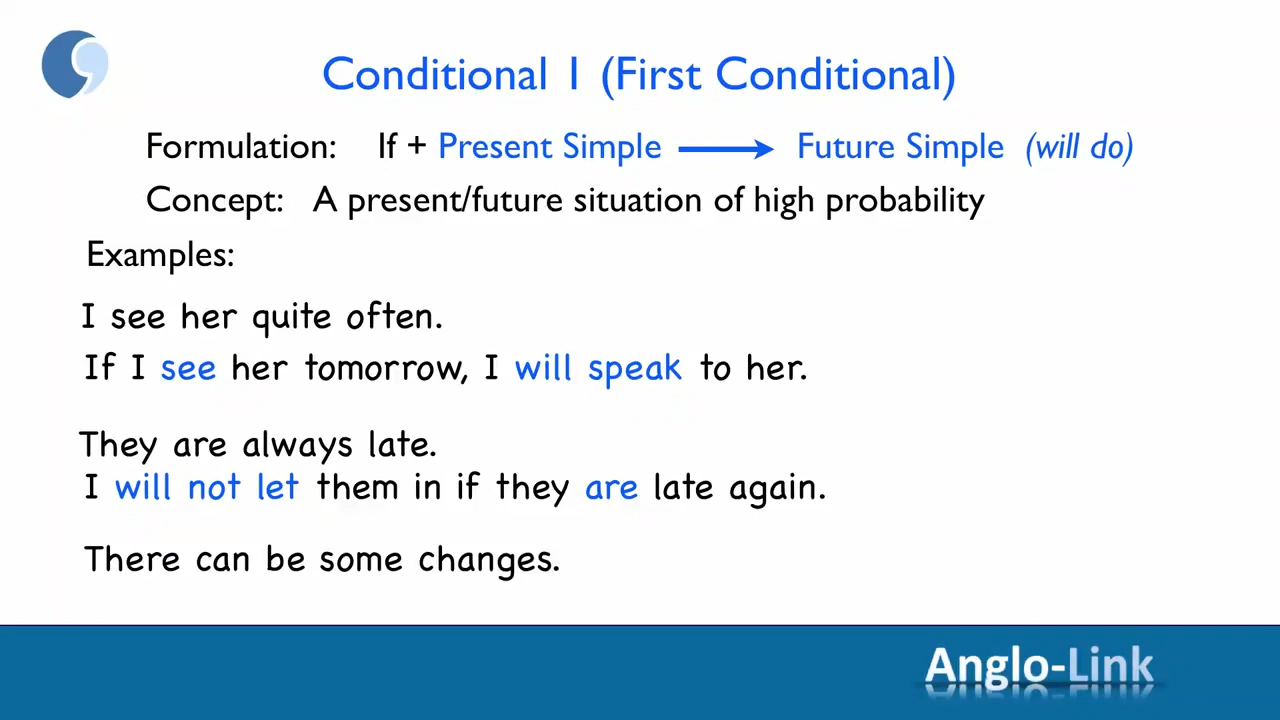 Conditional 1 (First Conditional)
Formulation: If + Present Simple → Future Simple (will do)
Concept: A present/future situation of high probability
Examples:
I see her quite often.
If I see her tomorrow, I will speak to her.
They are always late.
I will not let them in if they are late again.
There can be some changes.
Anglo-Link